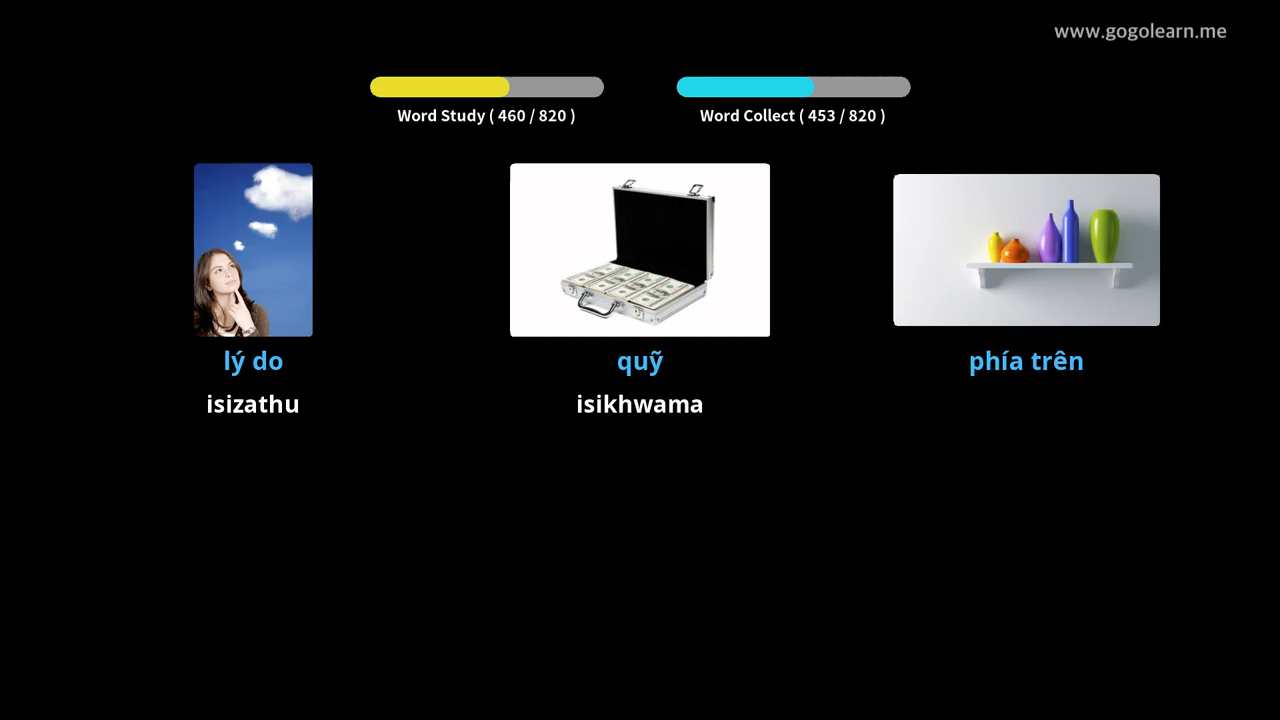 www.gogolearn.me
Word Study ( 460 / 820 )
Word Collect ( 453 / 820 )
lý do
quỹ
phía trên
isizathu
isikhwama